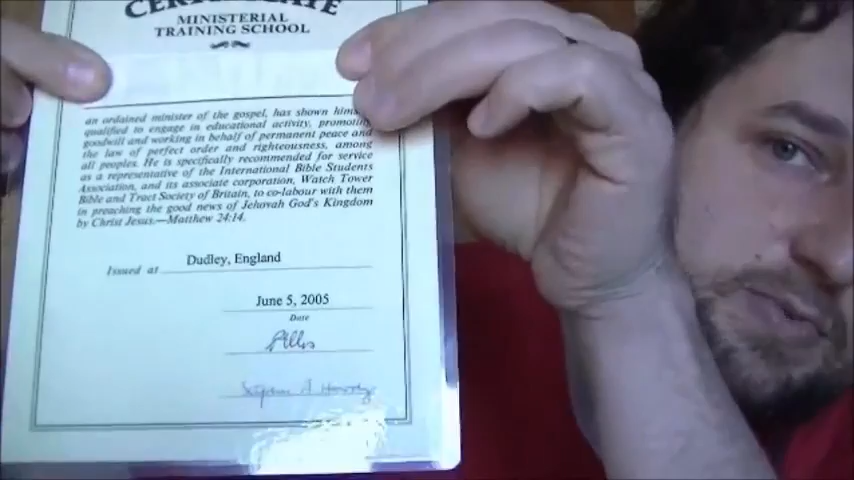 CERTIFICATE
MINISTERIAL
TRAINING SCHOOL
an ordained minister of the gospel, has shown himself
qualified to engage in educational activity, promoting
goodwill and working in behalf of permanent peace and
the law of perfect order and righteousness, among
all peoples. He is specifically recommended for service
as a representative of the International Bible Students
Association, and its associate corporation, Watch Tower
Bible and Tract Society of Britain, to co-labour with them
in preaching the good news of Jehovah God's Kingdom
by Christ Jesus.—Matthew 24:14.
Issued at Dudley, England
June 5, 2005
Date
Stephen A